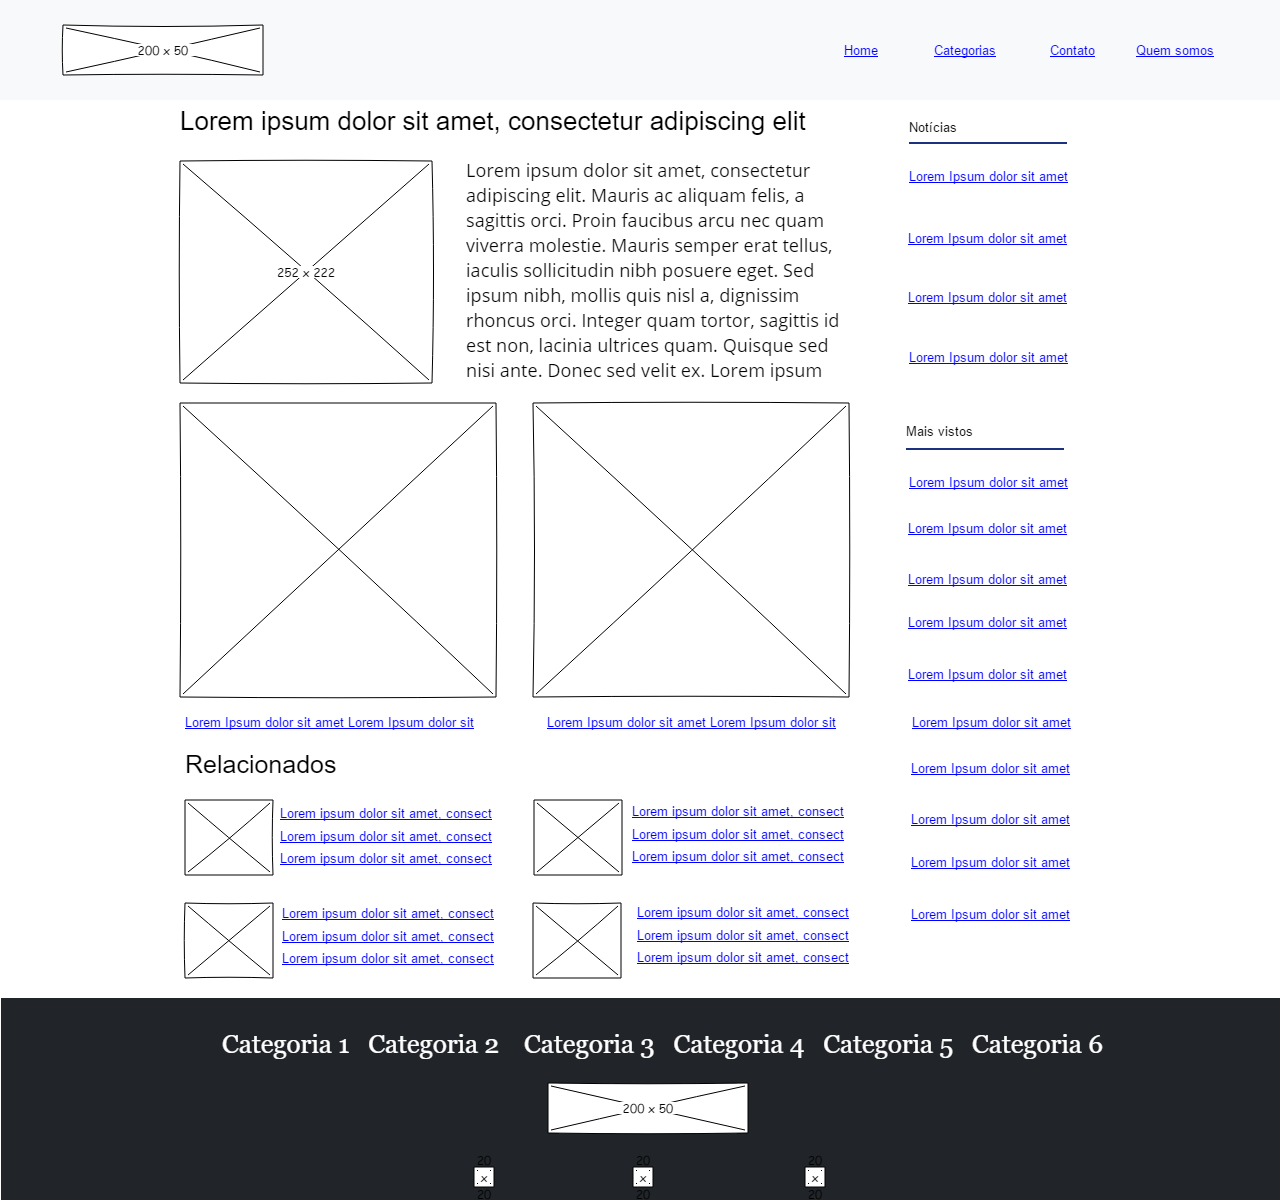 200 x 50
Home
Categorias
Contato
Quem somos
Lorem ipsum dolor sit amet, consectetur adipiscing elit
252 x 222
Lorem ipsum dolor sit amet, consectetur
adipiscing elit. Mauris ac aliquam felis, a
sagittis orci. Proin faucibus arcu nec quam
viverra molestie. Mauris semper erat tellus,
iaculis sollicitudin nibh posuere eget. Sed
ipsum nibh, mollis quis nisl a, dignissim
rhoncus orci. Integer quam tortor, sagittis id
est non, lacinia ultrices quam. Quisque sed
nisi ante. Donec sed velit ex. Lorem ipsum
Lorem Ipsum dolor sit amet Lorem Ipsum dolor sit
Lorem Ipsum dolor sit amet Lorem Ipsum dolor sit
Relacionados
Lorem ipsum dolor sit amet, consect
Lorem ipsum dolor sit amet, consect
Lorem ipsum dolor sit amet, consect
Lorem ipsum dolor sit amet, consect
Lorem ipsum dolor sit amet, consect
Lorem ipsum dolor sit amet, consect
Lorem ipsum dolor sit amet, consect
Lorem ipsum dolor sit amet, consect
Lorem ipsum dolor sit amet, consect
Lorem ipsum dolor sit amet, consect
Lorem ipsum dolor sit amet, consect
Lorem ipsum dolor sit amet, consect
Notícias
Lorem Ipsum dolor sit amet
Lorem Ipsum dolor sit amet
Lorem Ipsum dolor sit amet
Lorem Ipsum dolor sit amet
Mais vistos
Lorem Ipsum dolor sit amet
Lorem Ipsum dolor sit amet
Lorem Ipsum dolor sit amet
Lorem Ipsum dolor sit amet
Lorem Ipsum dolor sit amet
Lorem Ipsum dolor sit amet
Lorem Ipsum dolor sit amet
Lorem Ipsum dolor sit amet
Lorem Ipsum dolor sit amet
Lorem Ipsum dolor sit amet
Categoria 1
Categoria 2
Categoria 3
Categoria 4
Categoria 5
Categoria 6
200 x 50
20
x
20
20
x
20
20
x
20